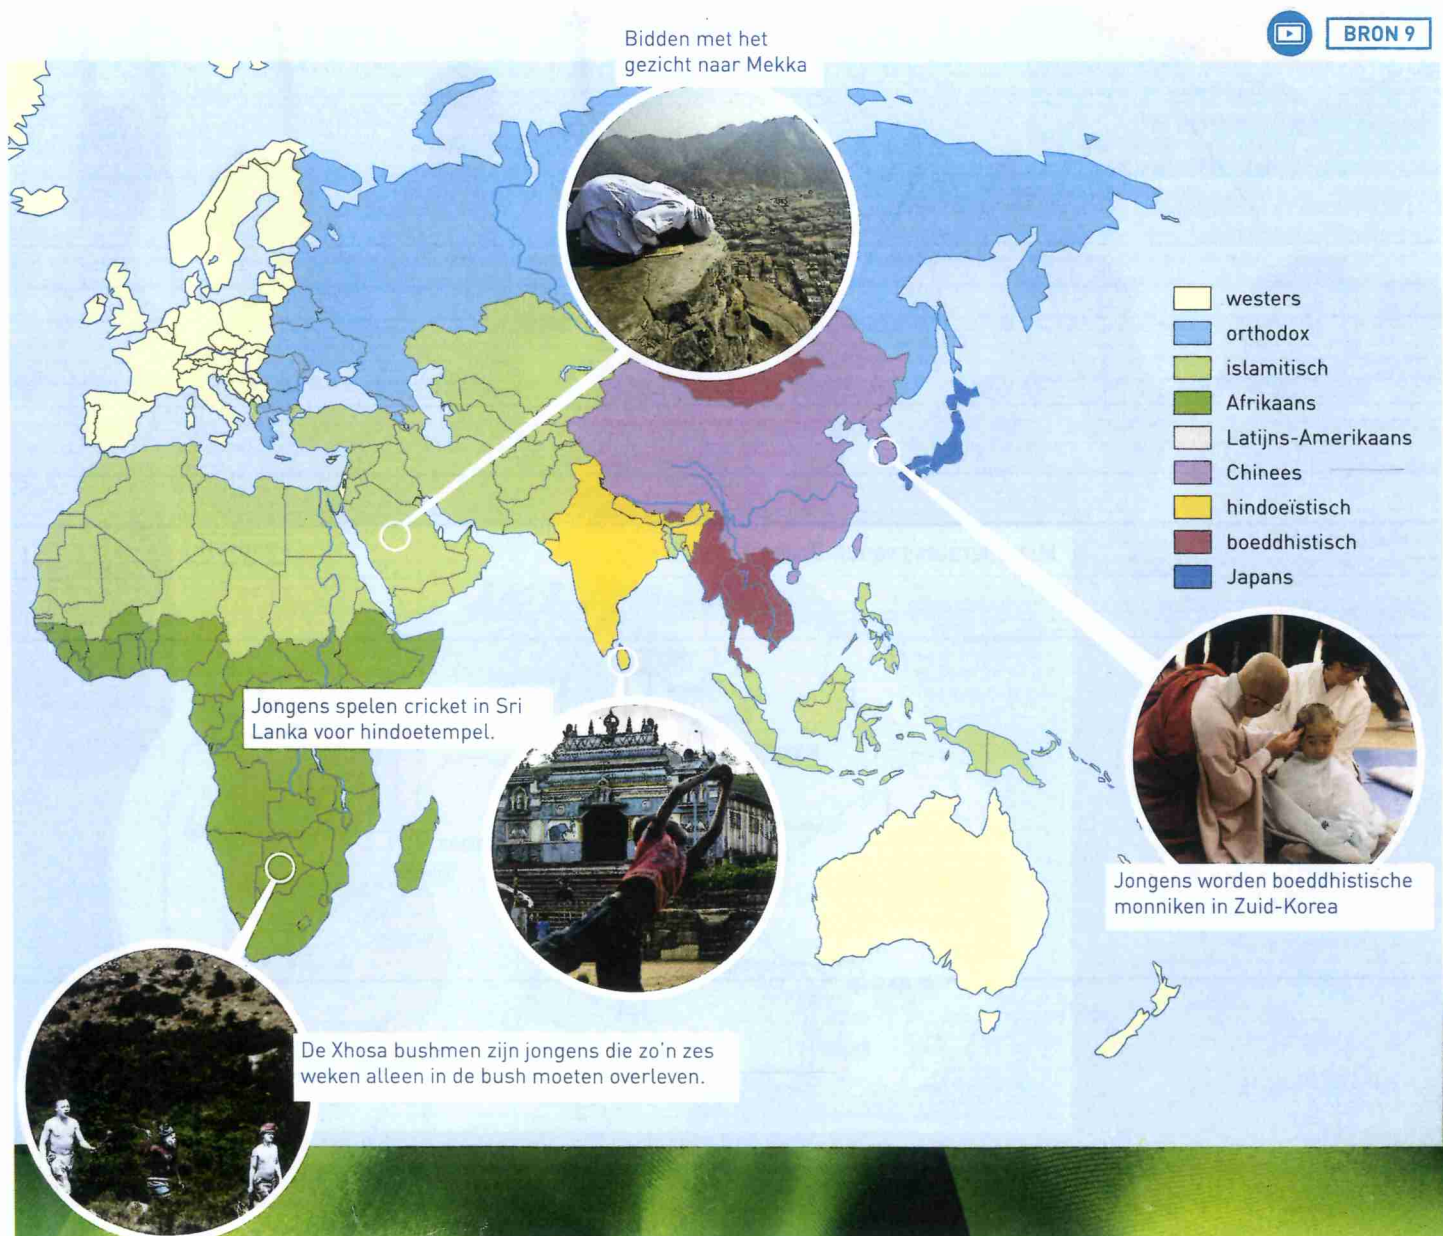 Bidden met het
gezicht naar Mekka
BRON 9
westers
orthodox
islamitisch
Afrikaans
Latijns-Amerikaans
Chinees
hindoeïstisch
boeddhistisch
Japans
Jongens spelen cricket in Sri
Lanka voor hindoetempel.
Jongens worden boeddhistische
monniken in Zuid-Korea
De Xhosa bushmen zijn jongens die zo'n zes
weken alleen in de bush moeten overleven.